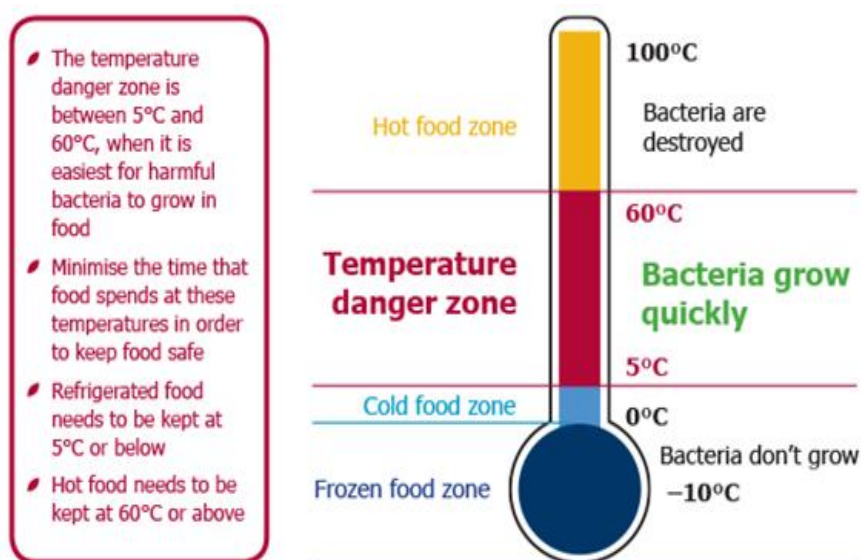 The temperature
danger zone is
between 5°C and
60°C, when it is
easiest for harmful
bacteria to grow in
food
Minimise the time that
food spends at these
temperatures in order
to keep food safe
Refrigerated food
needs to be kept at
5°C or below
Hot food needs to be
kept at 60°C or above
100°C
Hot food zone
Bacteria are
destroyed
60°C
Temperature
danger zone
Bacteria grow
quickly
5°C
Cold food zone
0°C
Bacteria don't grow
Frozen food zone
–10°C